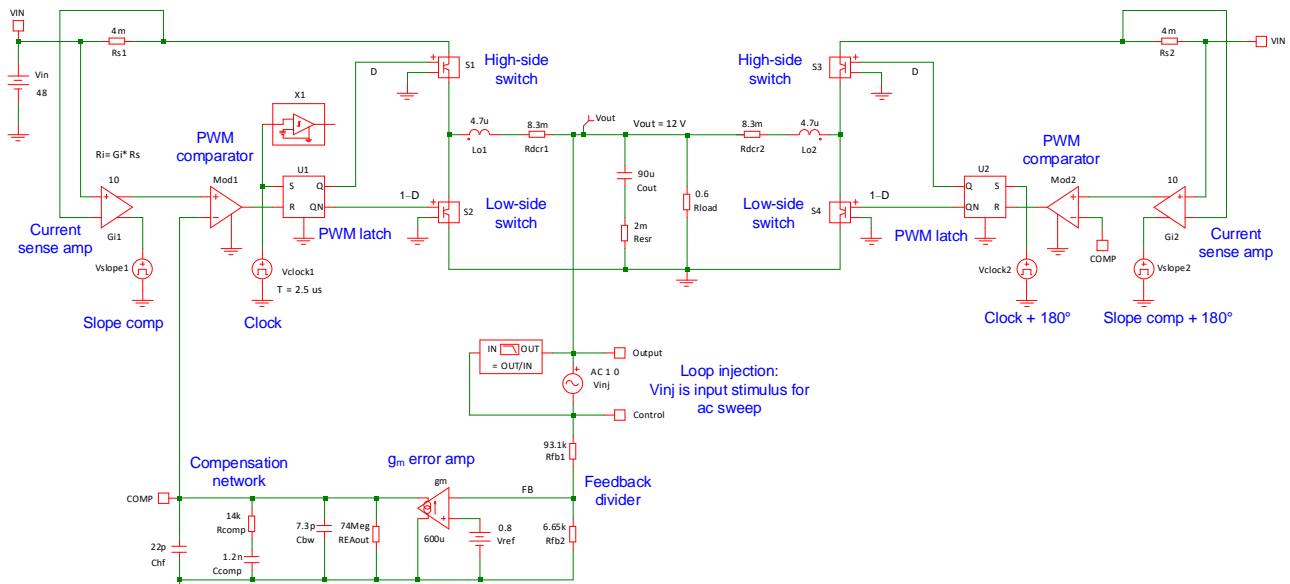 VIN
4 m
Rs1
Vin
48
Ri= Gi* Rs
10
Gi1
Current
sense amp
Vslope1
Slope comp
PWM
comparator
Mod1
X1
U1
S
Q
R
QN
PWM latch
Vclock1
T = 2.5 us
Clock
D
S1
High-side
switch
1–D
S2
Low-side
switch
4.7u
Lo1
8.3m
Rdcr1
Vout
Vout = 12 V
90u
Cout
2m
Resr
0.6
Rload
8.3m
Rdcr2
4.7u
Lo2
High-side
switch
S3
D
Low-side
switch
S4
1–D
4m
Rs2
VIN
PWM
comparator
U2
Q
S
QN
R
Mod2
10
Gi2
PWM latch
COMP
Current
sense amp
Vclock2
Vslope2
Clock + 180°
Slope comp + 180°
IN
OUT
= OUT/IN
Output
AC 1 0
Vinj
Control
Loop injection:
Vinj is input stimulus for
ac sweep
93.1k
Rfb1
Feedback
divider
FB
6.65k
Rfb2
gm error amp
gm
600u
0.8
Vref
Compensation
network
COMP
22p
Chf
14k
Rcomp
1.2n
Ccomp
7.3p
Cbw
74Meg
REAout